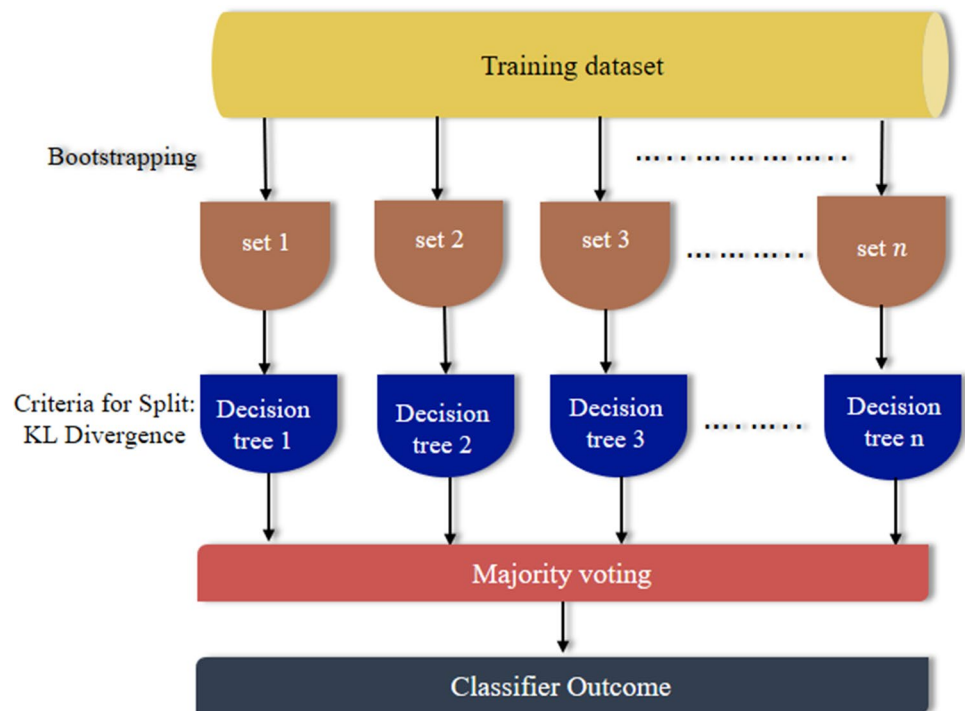 Training dataset
Bootstrapping
set 1
set 2
set 3
set n
Criteria for Split:
KL Divergence
Decision
tree 1
Decision
tree 2
Decision
tree 3
Decision
tree n
Majority voting
Classifier Outcome